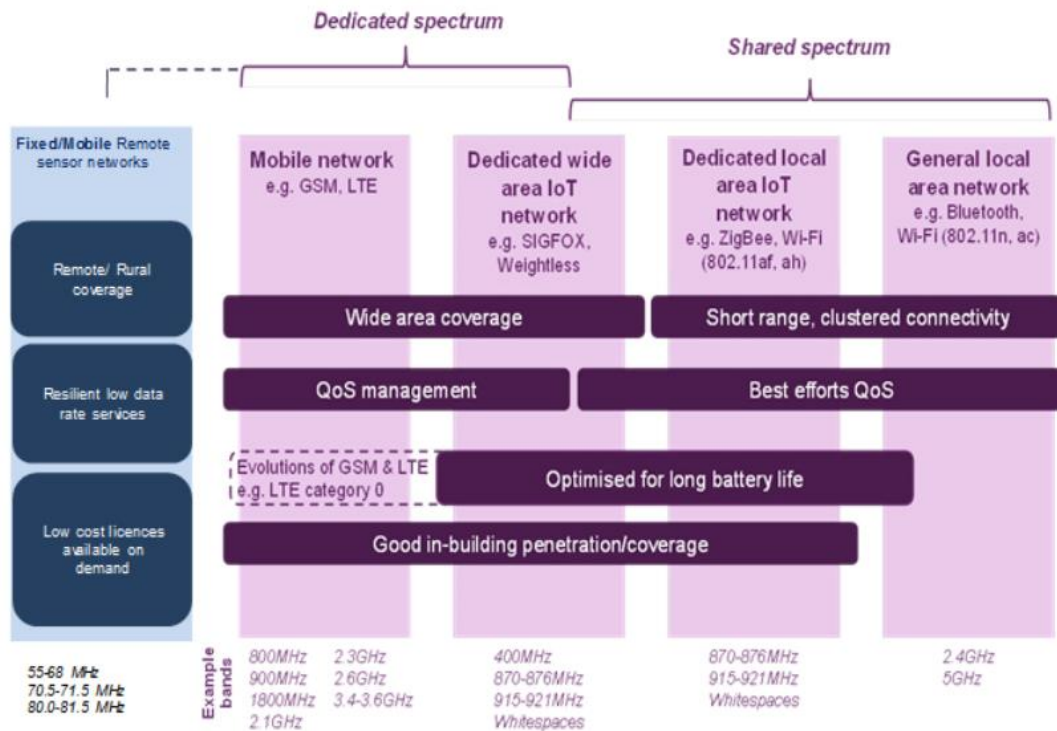 Dedicated spectrum
Shared spectrum
Fixed/Mobile Remote
sensor networks
Remote/ Rural
coverage
Resilient low data
rate services
Low cost licences
available on
demand
55-68 MHz
70.5-71.5 MHz
80.0-81.5 MHz
Mobile network
e.g. GSM, LTE
Dedicated wide
area IoT
network
e.g. SIGFOX,
Weightless
Dedicated local
area IoT
network
e.g. ZigBee, Wi-Fi
(802.11af, ah)
General local
area network
e.g. Bluetooth,
Wi-Fi (802.11n, ac)
Wide area coverage
Short range, clustered connectivity
QoS management
Best efforts QoS
Evolutions of GSM & LTE
e.g. LTE category 0
Optimised for long battery life
Good in-building penetration/coverage
Example
bands
800MHz
900MHz
1800MHz
2.1GHz
2.3GHz
2.6GHz
3.4-3.6GHz
400MHz
870-876MHz
915-921MHz
Whitespaces
870-876MHz
915-921MHz
Whitespaces
2.4GHz
5GHz